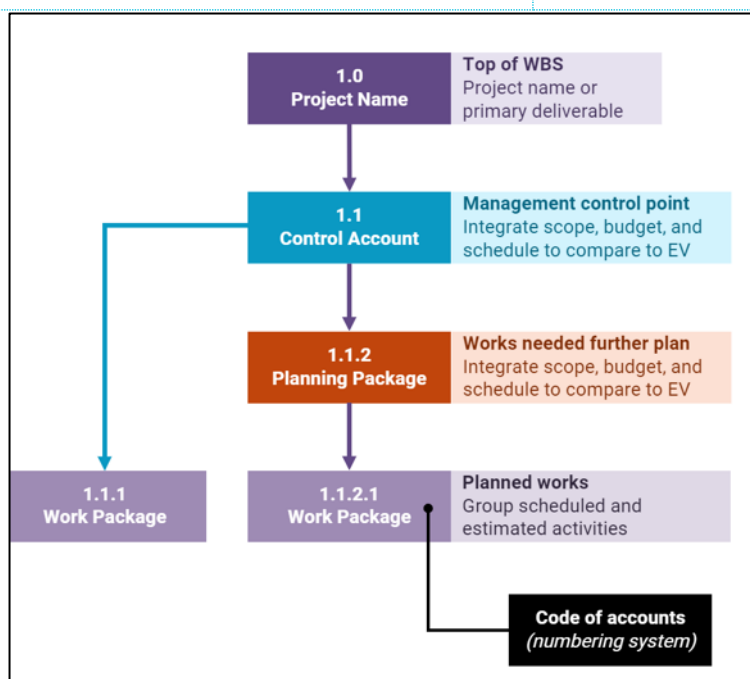 1.0
Project Name
Top of WBS
Project name or
primary deliverable
1.1
Control Account
Management control point
Integrate scope, budget, and
schedule to compare to EV
1.1.2
Planning Package
Works needed further plan
Integrate scope, budget, and
schedule to compare to EV
1.1.1
Work Package
1.1.2.1
Work Package
Planned works
Group scheduled and
estimated activities
Code of accounts
(numbering system)